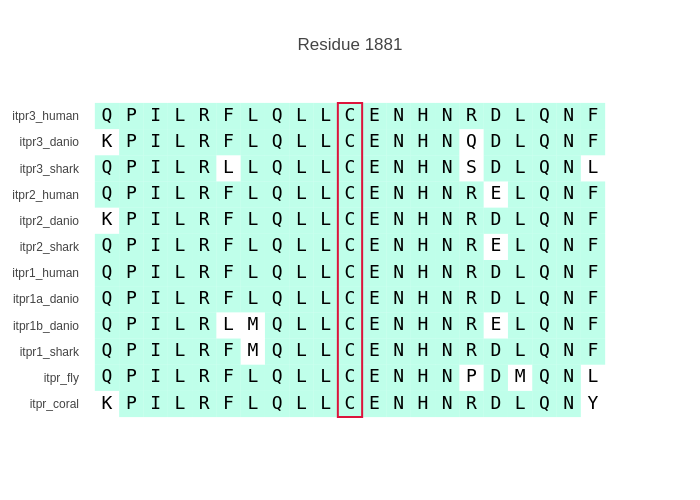 Residue 1881
itpr3_human Q P I L R F L Q L L C E N H N R D L Q N F
itpr3_danio K P I L R F L Q L L C E N H N Q D L Q N F
itpr3_shark Q P I L R L L Q L L C E N H N S D L Q N L
itpr2_human Q P I L R F L Q L L C E N H N R E L Q N F
itpr2_danio K P I L R F L Q L L C E N H N R D L Q N F
itpr2_shark Q P I L R F L Q L L C E N H N R E L Q N F
itpr1_human Q P I L R F L Q L L C E N H N R D L Q N F
itpr1a_danio Q P I L R F L Q L L C E N H N R D L Q N F
itpr1b_danio Q P I L R L M Q L L C E N H N R E L Q N F
itpr1_shark Q P I L R F M Q L L C E N H N R D L Q N F
itpr_fly Q P I L R F L Q L L C E N H N P D M Q N L
itpr_coral K P I L R F L Q L L C E N H N R D L Q N Y